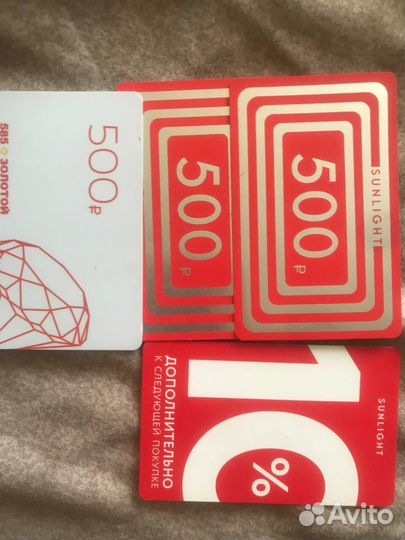 500 ₽
585 ЗОЛОТОЙ
500 ₽
SUNLIGHT
500 ₽
SUNLIGHT
10%
ДОПОЛНИТЕЛЬНО
К СЛЕДУЮЩЕЙ ПОКУПКЕ
Avito